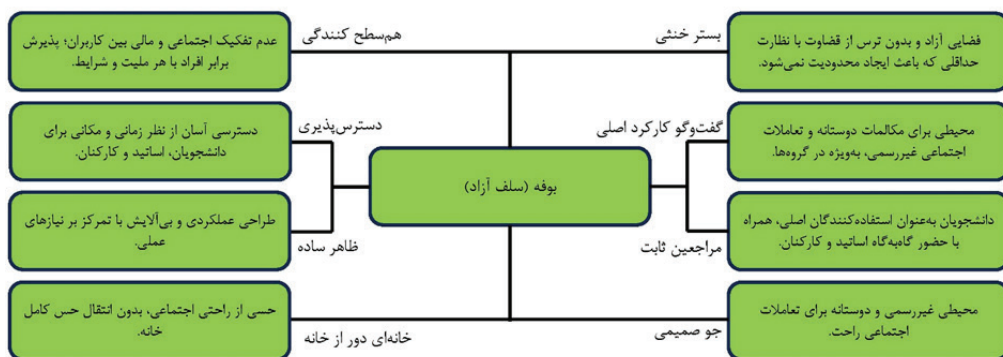 بستر خنثی
فضایی آزاد و بدون ترس از قضاوت با نظارت
حداقلی که باعث ایجاد محدودیت نمی‌شود.
هم‌سطح کنندگی
عدم تفکیک اجتماعی و مالی بین کاربران؛ پذیرش
برابر افراد با هر ملیت و شرایط.
گفت‌وگو کارکرد اصلی
محیطی برای مکالمات دوستانه و تعاملات
اجتماعی غیررسمی، به‌ویژه در گروه‌ها.
دسترس‌پذیری
دسترسی آسان از نظر زمانی و مکانی برای
دانشجویان، اساتید و کارکنان.
بوفه (سلف آزاد)
مراجعین ثابت
دانشجویان به‌عنوان استفاده‌کنندگان اصلی، همراه
با حضور گاه‌به‌گاه اساتید و کارکنان.
ظاهر ساده
طراحی عملکردی و بی‌آلایش با تمرکز بر نیازهای
عملی.
جو صمیمی
محیطی غیررسمی و دوستانه برای تعاملات
اجتماعی راحت.
خانه‌ای دور از خانه
حسی از راحتی اجتماعی، بدون انتقال حس کامل
خانه.